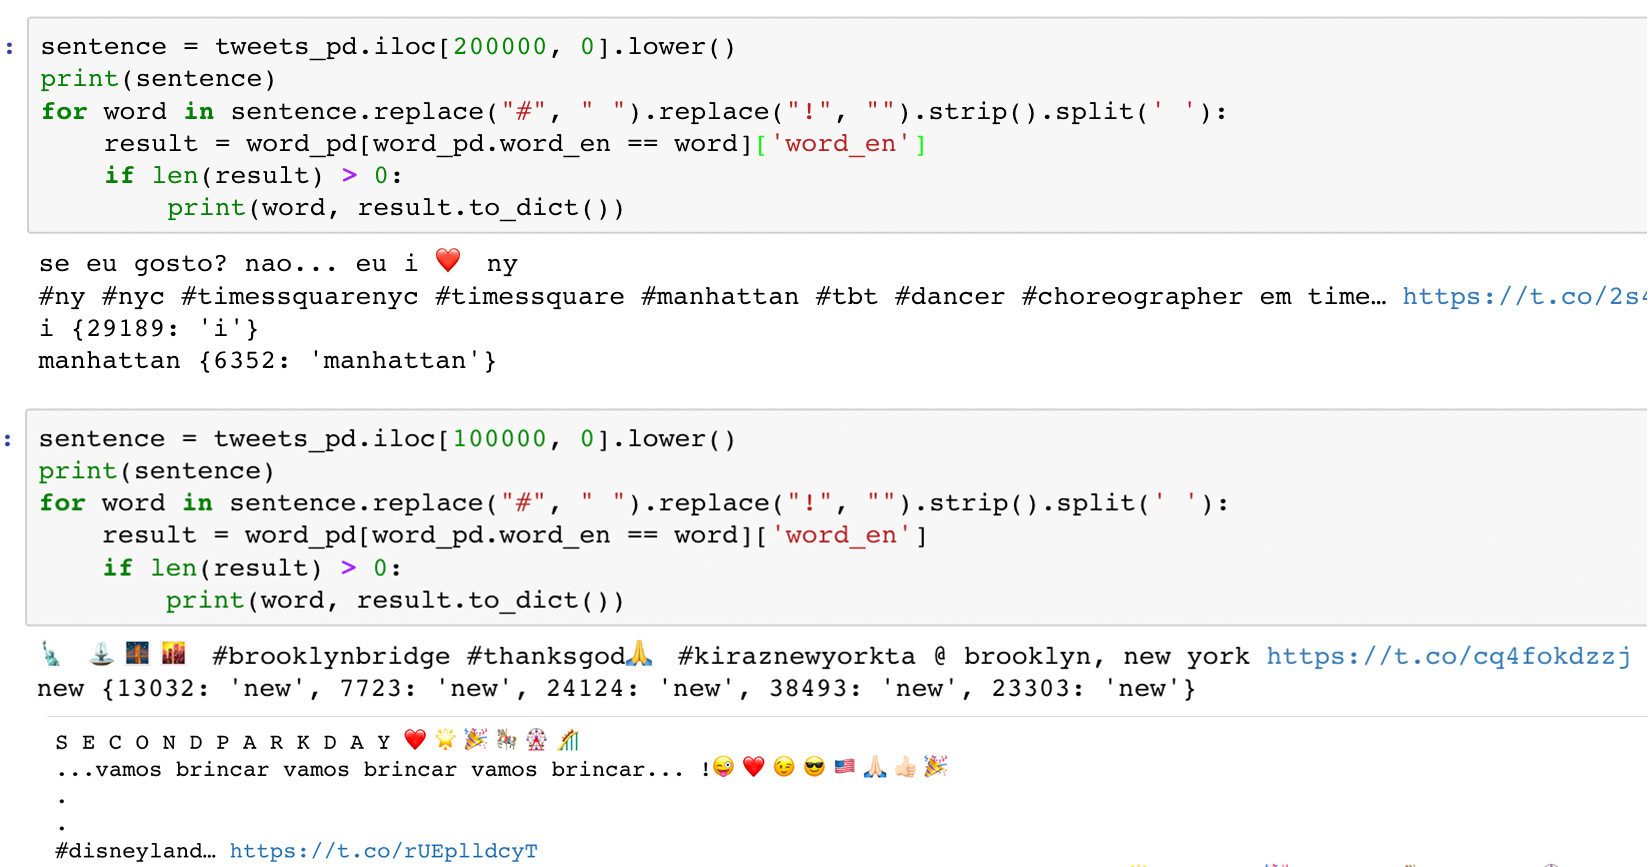 : sentence = tweets_pd.iloc[200000, 0].lower()
print(sentence)
for word in sentence.replace("#", " ").replace("!", "").strip().split(' '):
    result = word_pd[word_pd.word_en == word]['word_en']
    if len(result) > 0:
        print(word, result.to_dict())
se eu gosto? nao... eu i ❤️ ny
#ny #nyc #timessquarenyc #timessquare #manhattan #tbt #dancer #choreographer em time… https://t.co/2s4
i {29189: 'i'}
manhattan {6352: 'manhattan'}
: sentence = tweets_pd.iloc[100000, 0].lower()
print(sentence)
for word in sentence.replace("#", " ").replace("!", "").strip().split(' '):
    result = word_pd[word_pd.word_en == word]['word_en']
    if len(result) > 0:
        print(word, result.to_dict())
🗽 ⛲ 🌉 🌇 #brooklynbridge #thanksgod🙏 #kiraznewyorkta @ brooklyn, new york https://t.co/cq4fokdzzj
new {13032: 'new', 7723: 'new', 24124: 'new', 38493: 'new', 23303: 'new'}
S E C O N D P A R K D A Y ❤️ 🌟 🎉 🎠 🎡 🎢
...vamos brincar vamos brincar vamos brincar... !😜 ❤️ 😉 😎 🇺🇸 🙏🏻 👍🏻 🎉
.
.
#disneyland… https://t.co/rUEplldcyT